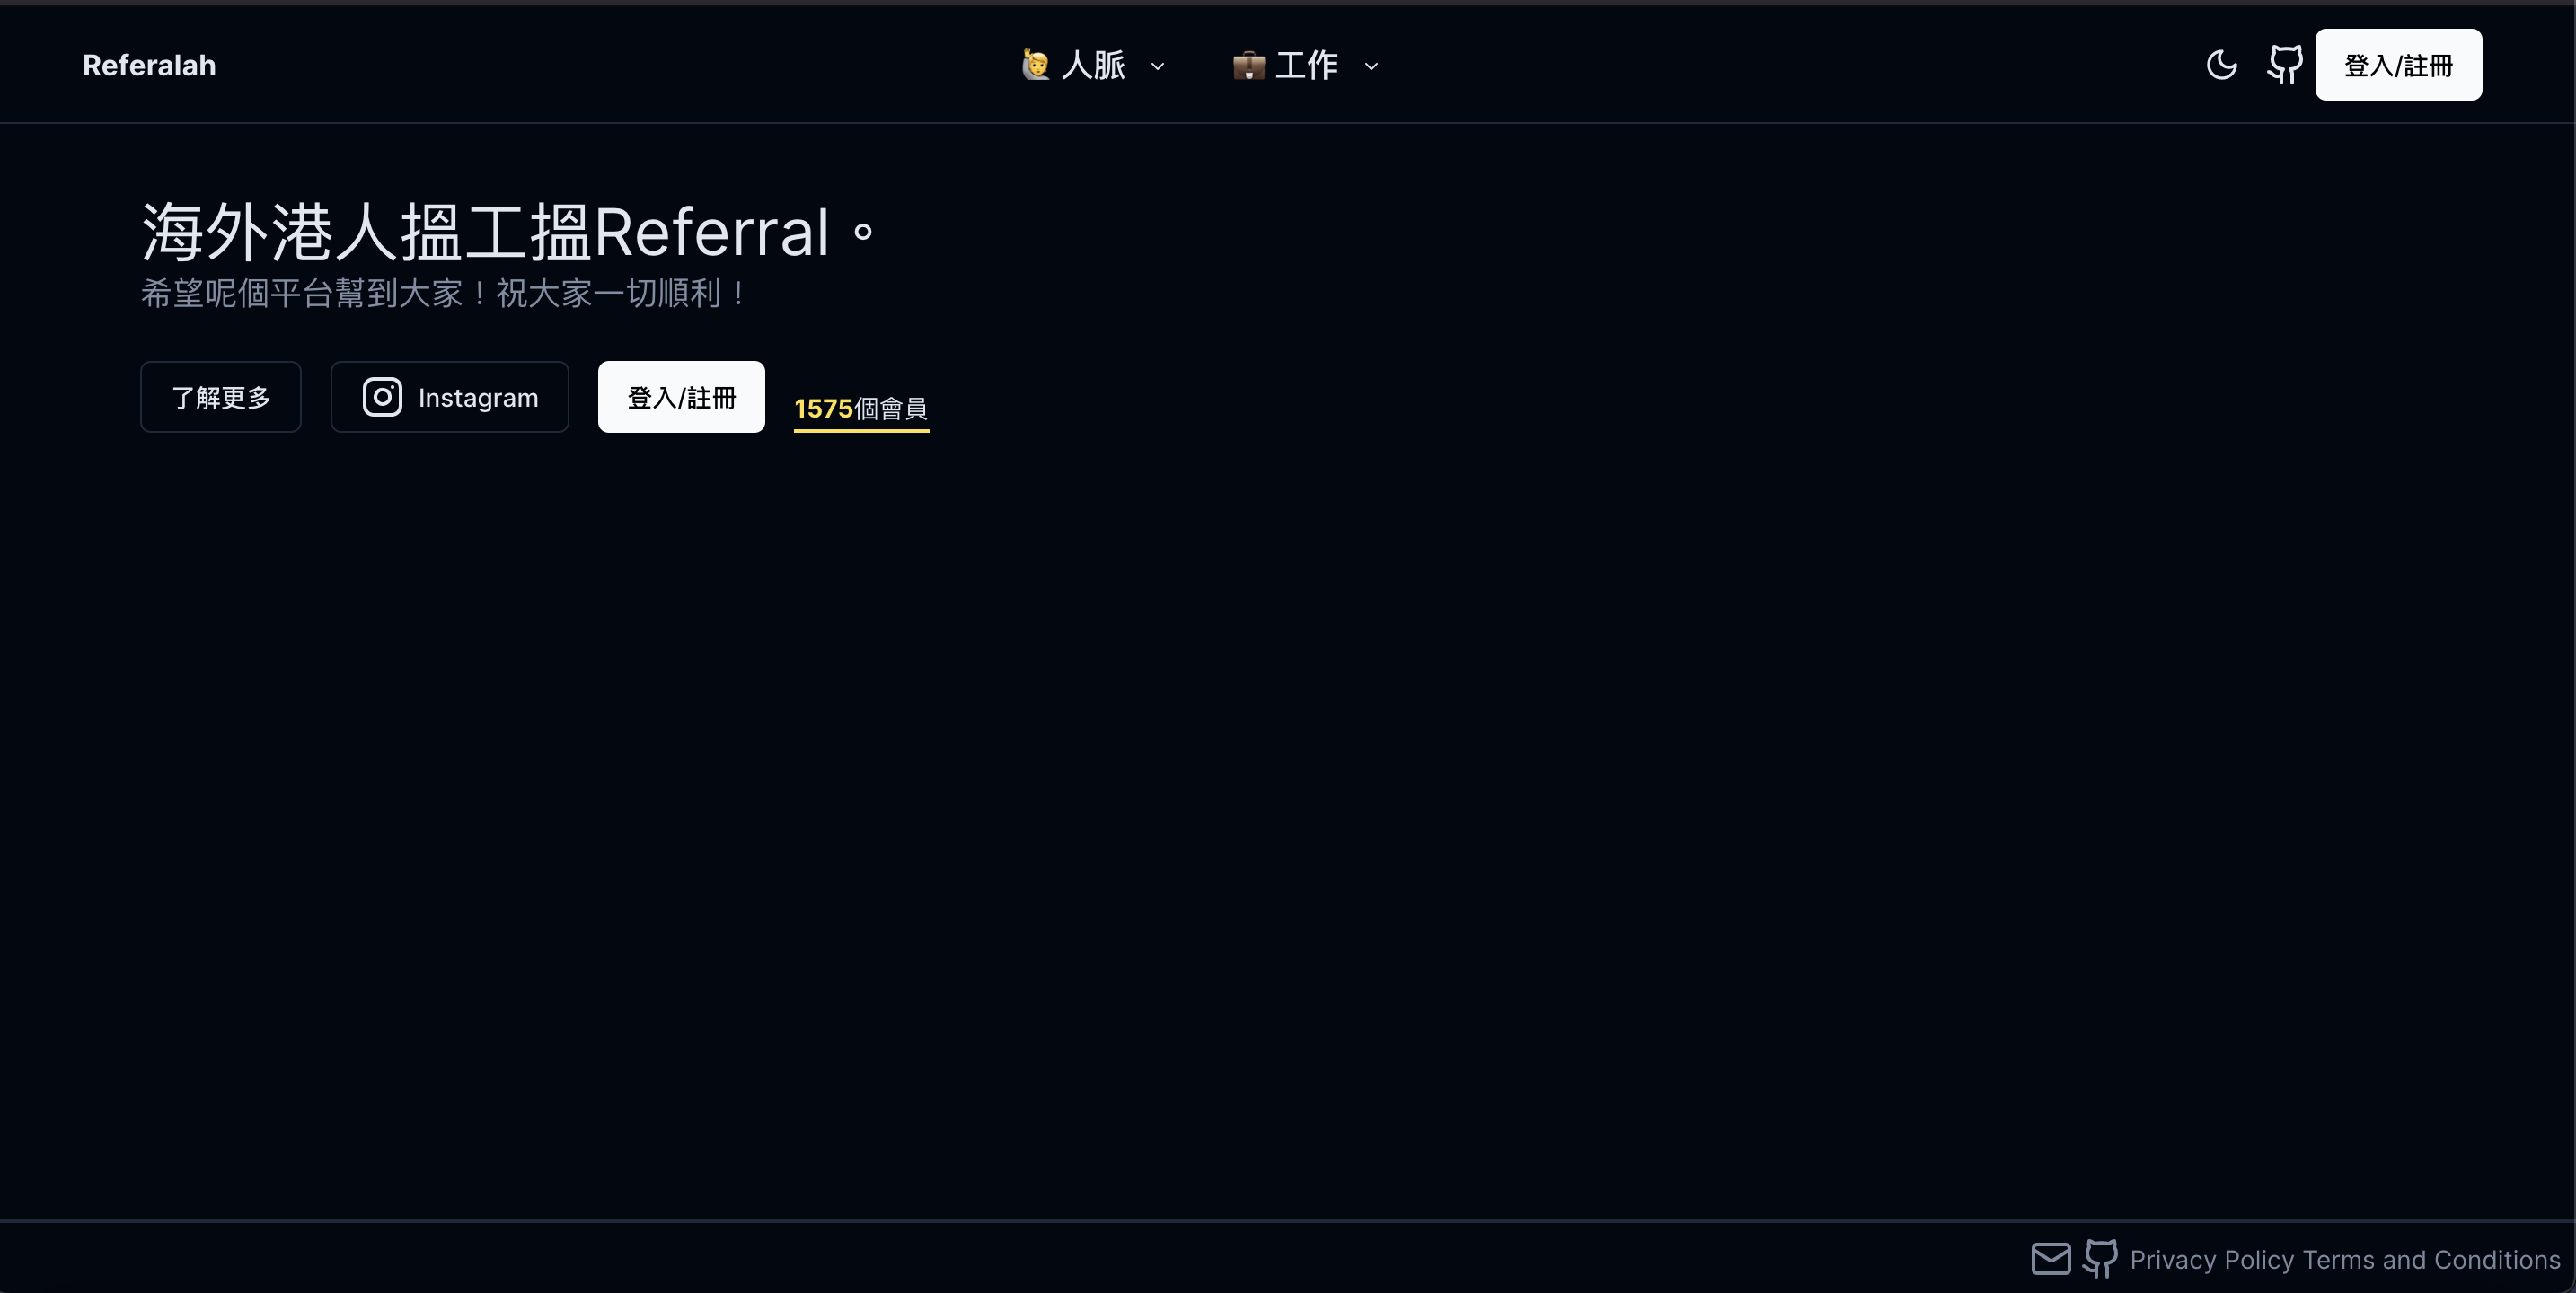 Referalah
🙋 人脈
💼 工作
登入/註冊
海外港人搵工搵Referral。
希望呢個平台幫到大家！祝大家一切順利！
了解更多
Instagram
登入/註冊
1575個會員
Privacy Policy Terms and Conditions